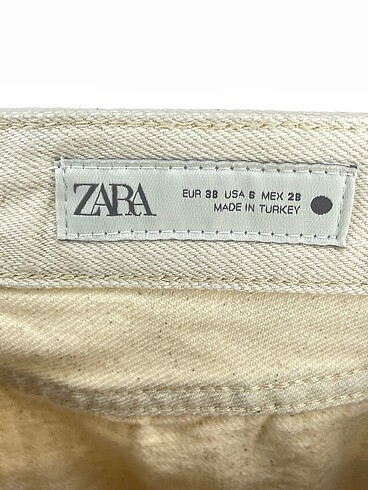 ZARA
EUR 38 USA 6 MEX 28
MADE IN TURKEY